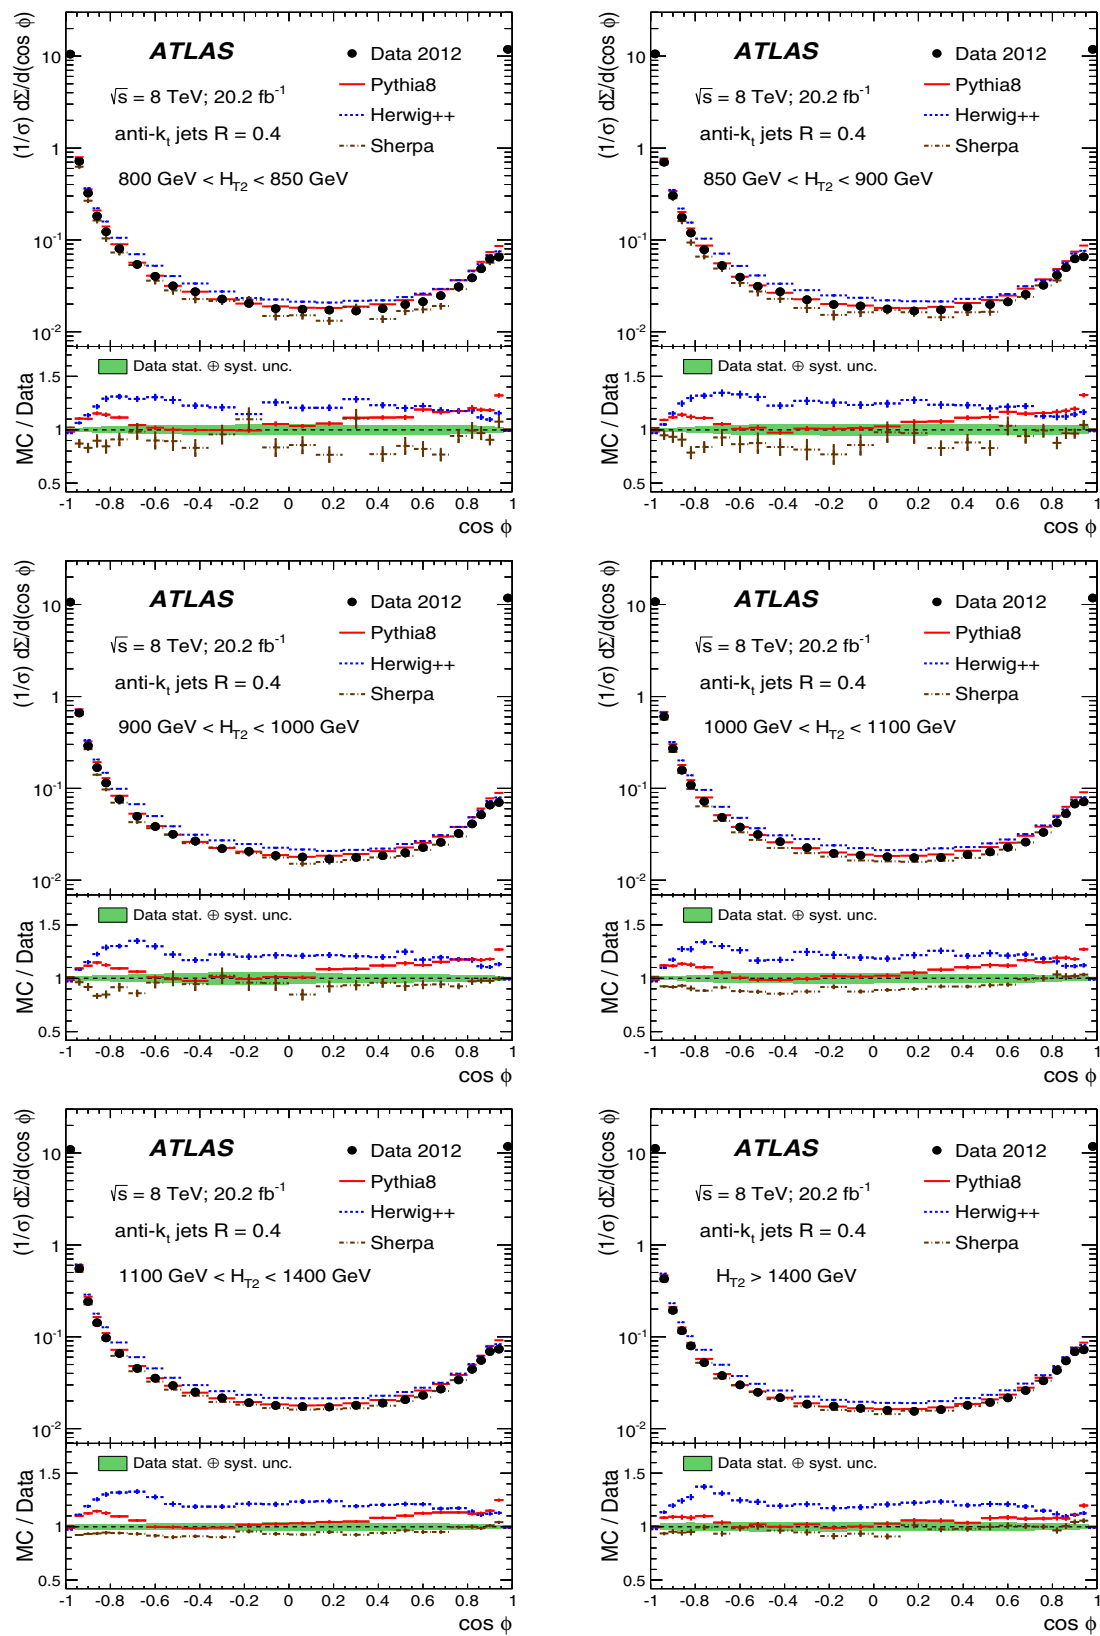 (1/σ) dΣ/d(cos φ)
10
1
10⁻¹
10⁻²
ATLAS
√s = 8 TeV; 20.2 fb⁻¹
anti-kₜ jets R = 0.4
800 GeV < H_T2 < 850 GeV
Data 2012
Pythia8
Herwig++
Sherpa
MC / Data
1.5
1
0.5
Data stat. ⊕ syst. unc.
-1 -0.8 -0.6 -0.4 -0.2 0 0.2 0.4 0.6 0.8 1
cos φ
(1/σ) dΣ/d(cos φ)
10
1
10⁻¹
10⁻²
ATLAS
√s = 8 TeV; 20.2 fb⁻¹
anti-kₜ jets R = 0.4
850 GeV < H_T2 < 900 GeV
Data 2012
Pythia8
Herwig++
Sherpa
MC / Data
1.5
1
0.5
Data stat. ⊕ syst. unc.
-1 -0.8 -0.6 -0.4 -0.2 0 0.2 0.4 0.6 0.8 1
cos φ
(1/σ) dΣ/d(cos φ)
10
1
10⁻¹
10⁻²
ATLAS
√s = 8 TeV; 20.2 fb⁻¹
anti-kₜ jets R = 0.4
900 GeV < H_T2 < 1000 GeV
Data 2012
Pythia8
Herwig++
Sherpa
MC / Data
1.5
1
0.5
Data stat. ⊕ syst. unc.
-1 -0.8 -0.6 -0.4 -0.2 0 0.2 0.4 0.6 0.8 1
cos φ
(1/σ) dΣ/d(cos φ)
10
1
10⁻¹
10⁻²
ATLAS
√s = 8 TeV; 20.2 fb⁻¹
anti-kₜ jets R = 0.4
1000 GeV < H_T2 < 1100 GeV
Data 2012
Pythia8
Herwig++
Sherpa
MC / Data
1.5
1
0.5
Data stat. ⊕ syst. unc.
-1 -0.8 -0.6 -0.4 -0.2 0 0.2 0.4 0.6 0.8 1
cos φ
(1/σ) dΣ/d(cos φ)
10
1
10⁻¹
10⁻²
ATLAS
√s = 8 TeV; 20.2 fb⁻¹
anti-kₜ jets R = 0.4
1100 GeV < H_T2 < 1400 GeV
Data 2012
Pythia8
Herwig++
Sherpa
MC / Data
1.5
1
0.5
Data stat. ⊕ syst. unc.
-1 -0.8 -0.6 -0.4 -0.2 0 0.2 0.4 0.6 0.8 1
cos φ
(1/σ) dΣ/d(cos φ)
10
1
10⁻¹
10⁻²
ATLAS
√s = 8 TeV; 20.2 fb⁻¹
anti-kₜ jets R = 0.4
H_T2 > 1400 GeV
Data 2012
Pythia8
Herwig++
Sherpa
MC / Data
1.5
1
0.5
Data stat. ⊕ syst. unc.
-1 -0.8 -0.6 -0.4 -0.2 0 0.2 0.4 0.6 0.8 1
cos φ